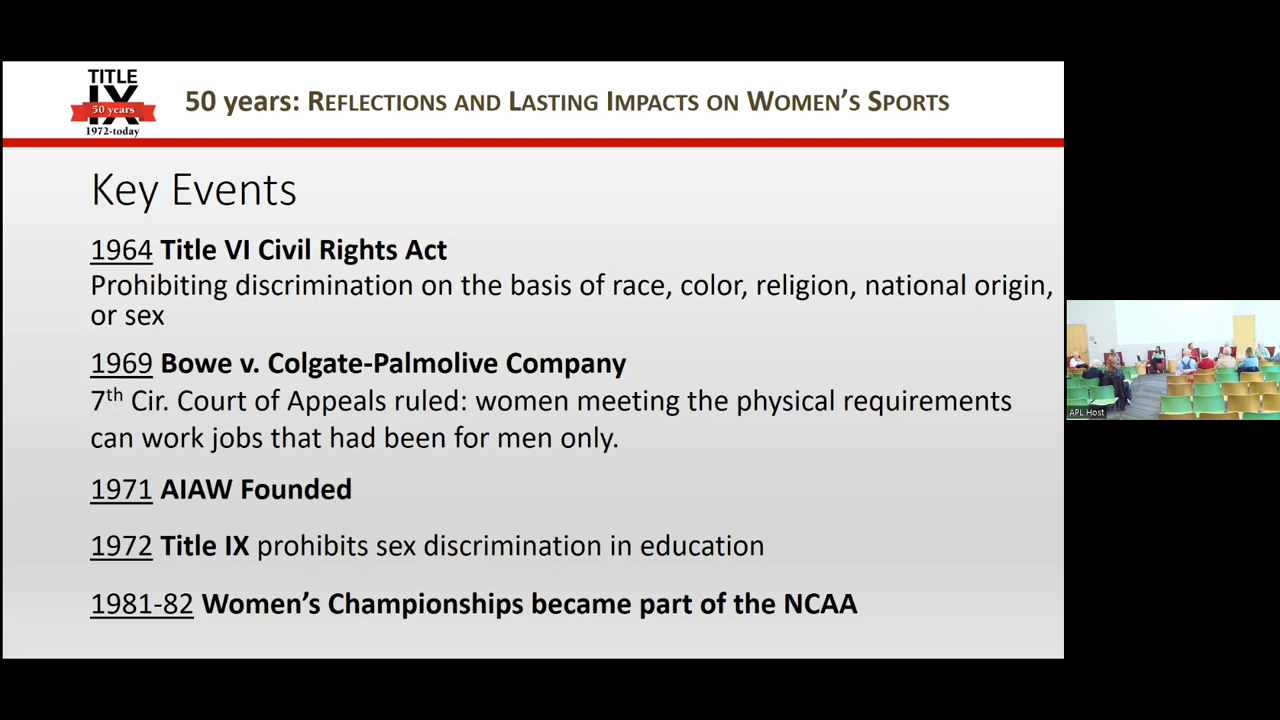 TITLE
IX
50 years
1972-today
50 years: REFLECTIONS AND LASTING IMPACTS ON WOMEN'S SPORTS
Key Events
1964 Title VI Civil Rights Act
Prohibiting discrimination on the basis of race, color, religion, national origin,
or sex
1969 Bowe v. Colgate-Palmolive Company
7th Cir. Court of Appeals ruled: women meeting the physical requirements
can work jobs that had been for men only.
1971 AIAW Founded
1972 Title IX prohibits sex discrimination in education
1981-82 Women's Championships became part of the NCAA
APL Host